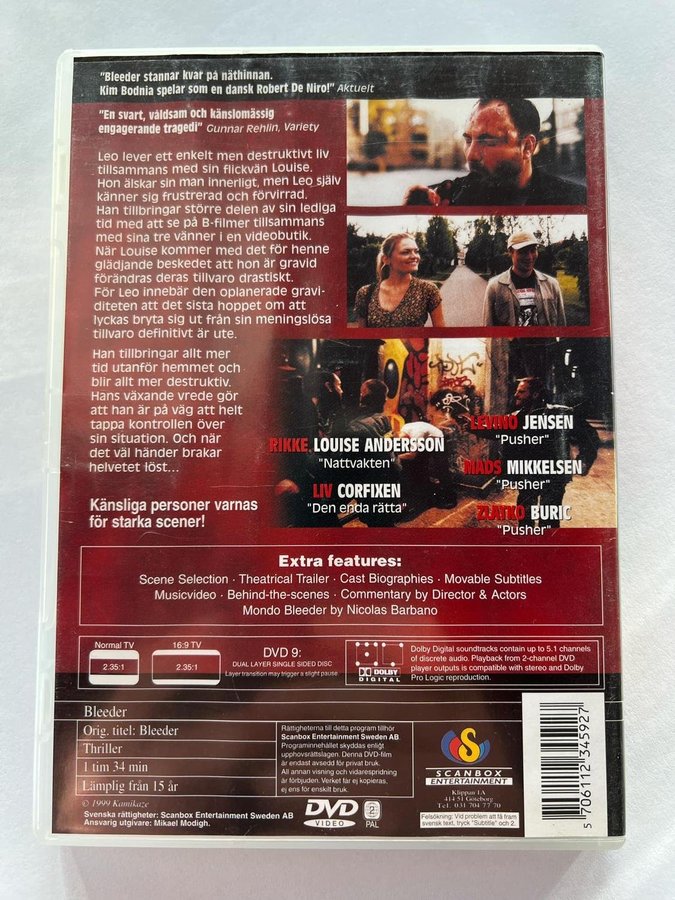 "Bleeder stannar kvar på näthinnan.
Kim Bodnia spelar som en dansk Robert De Niro!" Aktuelt
"En svart, våldsam och känslomässig
engagerande tragedi" Gunnar Rehlin, Variety
Leo lever ett enkelt men destruktivt liv
tillsammans med sin flickvän Louise.
Hon älskar sin man innerligt, men Leo själv
känner sig frustrerad och förvirrad.
Han tillbringar större delen av sin lediga
tid med att se på B-filmer tillsammans
med sina tre vänner i en videobutik.
När Louise kommer med det för henne
glädjande beskedet att hon är gravid
förändras deras tillvaro drastiskt.
För Leo innebär den oplanerade gravi-
diteten att det sista hoppet om att
lyckas bryta sig ut från sin meningslösa
tillvaro definitivt är ute.
Han tillbringar allt mer
tid utanför hemmet och
blir allt mer destruktiv.
Hans växande vrede gör
att han är på väg att helt
tappa kontrollen över
sin situation. Och när
det väl händer brakar
helvetet löst...
Känsliga personer varnas
för starka scener!
RIKKE LOUISE ANDERSSON
"Nattvakten"
LIV CORFIXEN
"Den enda rätta"
LEVINO JENSEN
"Pusher"
MADS MIKKELSEN
"Pusher"
ZLATKO BURIC
"Pusher"
Extra features:
Scene Selection · Theatrical Trailer · Cast Biographies · Movable Subtitles
Musicvideo · Behind-the-scenes · Commentary by Director & Actors
Mondo Bleeder by Nicolas Barbano
Normal TV
2.35:1
16:9 TV
2.35:1
DVD 9:
DUAL LAYER SINGLE SIDED DISC
Layer transition may trigger a slight pause
DOLBY
DIGITAL
Dolby Digital soundtracks contain up to 5.1 channels
of discrete audio. Playback from 2-channel DVD
player outputs is compatible with stereo and Dolby
Pro Logic reproduction.
Bleeder
Orig. titel: Bleeder
Thriller
1 tim 34 min
Lämplig från 15 år
© 1999 Kamikaze
Svenska rättigheter: Scanbox Entertainment Sweden AB
Ansvarig utgivare: Mikael Modigh.
Rättigheterna till detta program tillhör
Scanbox Entertainment Sweden AB.
Programinnehållet skyddas enligt
upphovsrättslagen. Denna DVD-film
är endast avsedd för privat bruk.
All annan visning och vidarespridning
är förbjuden. Verket far ej kopieras,
ej ens för enskilt bruk.
DVD
VIDEO
2
PAL
S
SCANBOX
ENTERTAINMENT
Klippan 1A
414 51 Göteborg
Tel. 031 704 77 70
Felsökning: Vid problem att få fram
svensk text, tryck "Subtitle" och 2.
5 706112 345927